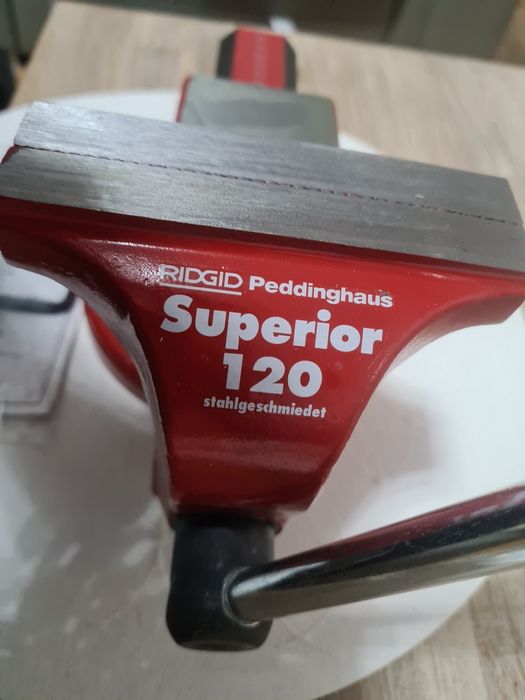 RIDGID Peddinghaus
Superior
120
stahlgeschmiedet